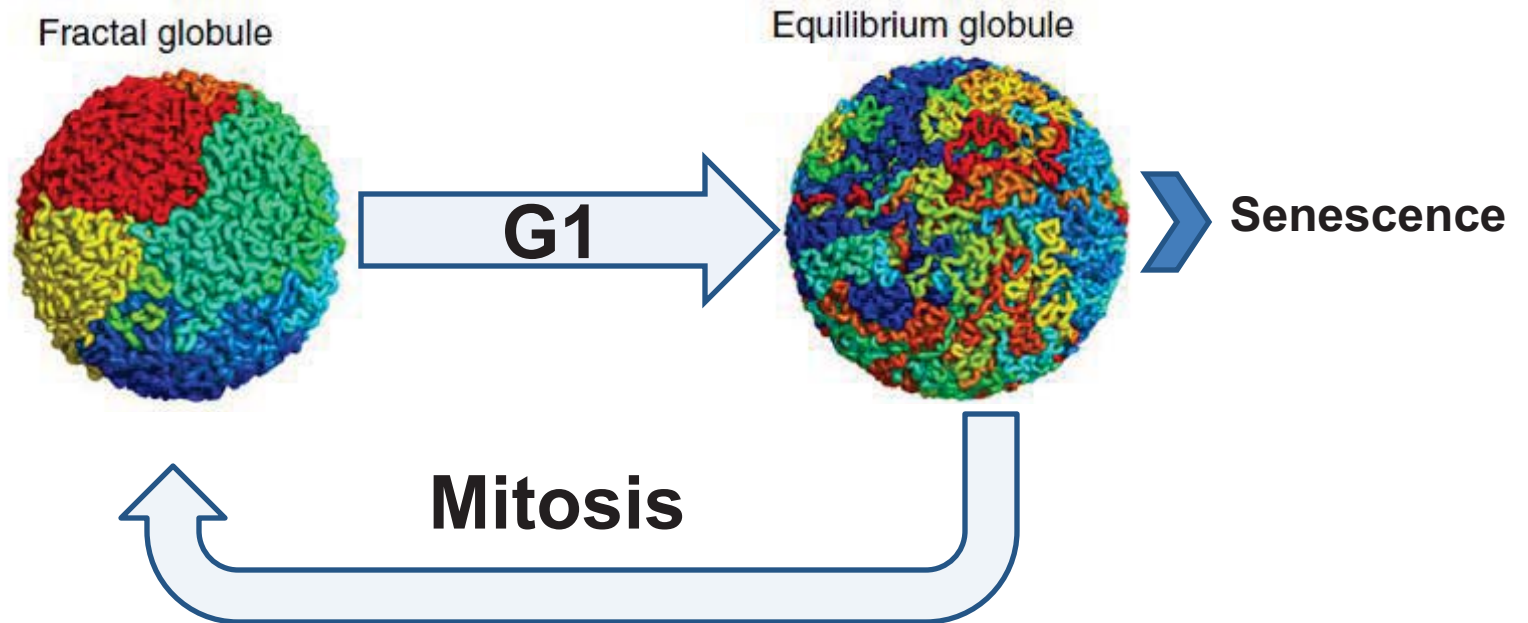 Fractal globule
Equilibrium globule
G1
Senescence
Mitosis